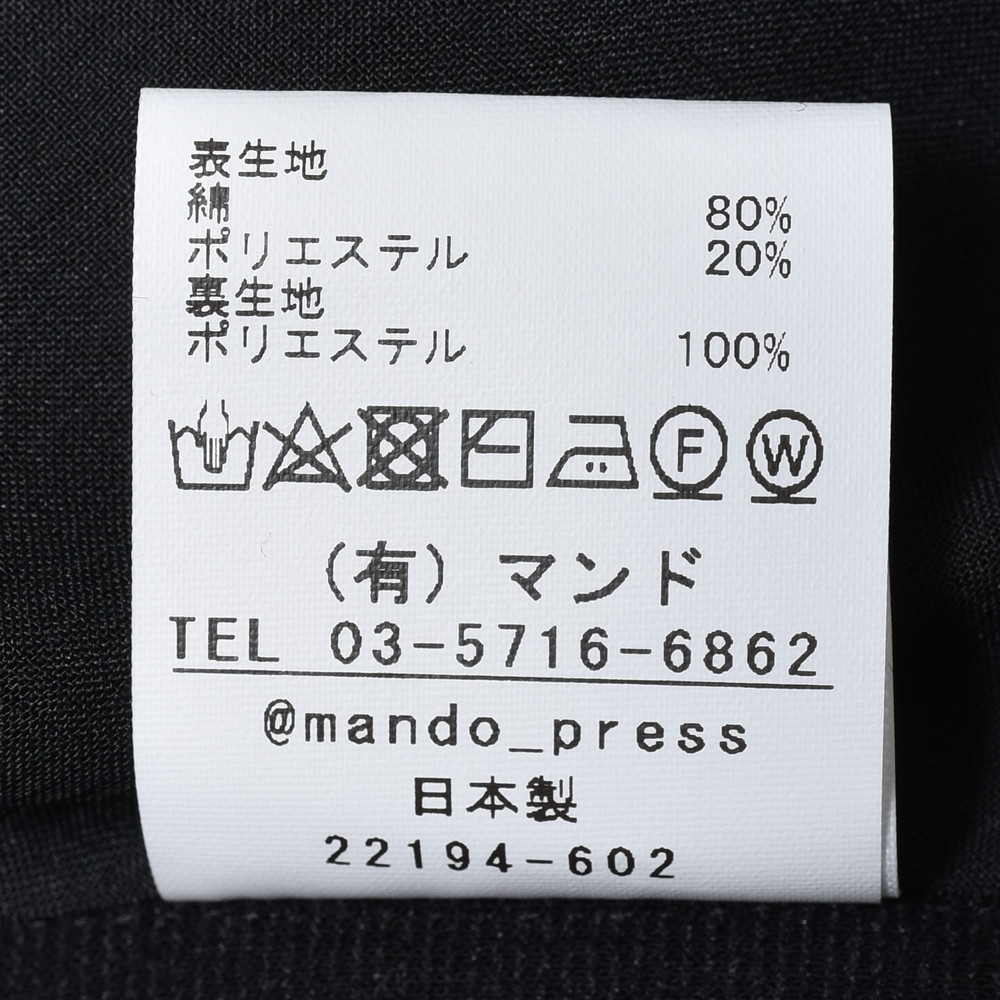 表生地
綿 80%
ポリエステル 20%
裏生地
ポリエステル 100%
F W
(有) マンド
TEL 03-5716-6862
@mando_press
日本製
22194-602